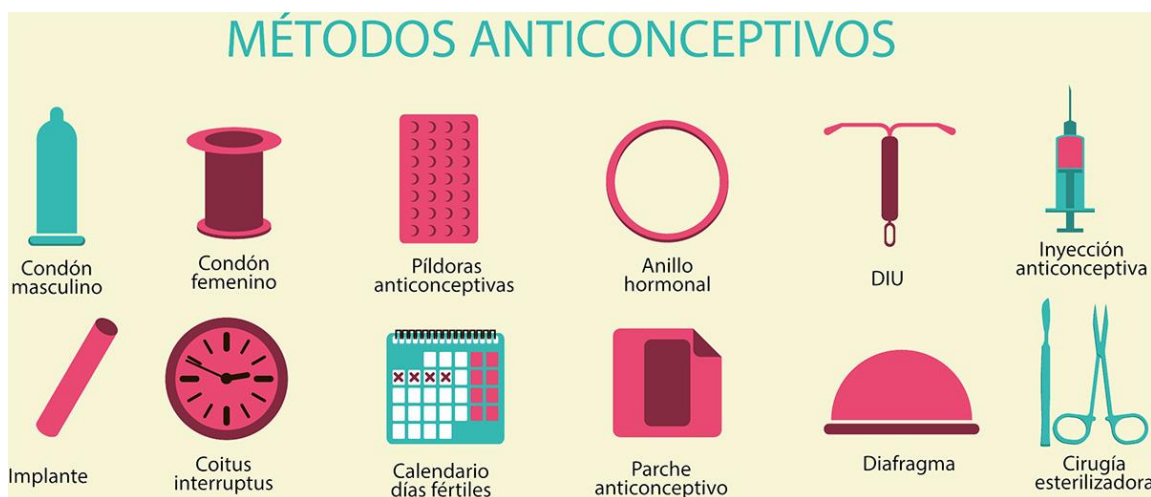 MÉTODOS ANTICONCEPTIVOS
Condón
masculino
Condón
femenino
Píldoras
anticonceptivas
Anillo
hormonal
DIU
Inyección
anticonceptiva
Implante
Coitus
interruptus
Calendario
días fértiles
Parche
anticonceptivo
Diafragma
Cirugía
esterilizadora